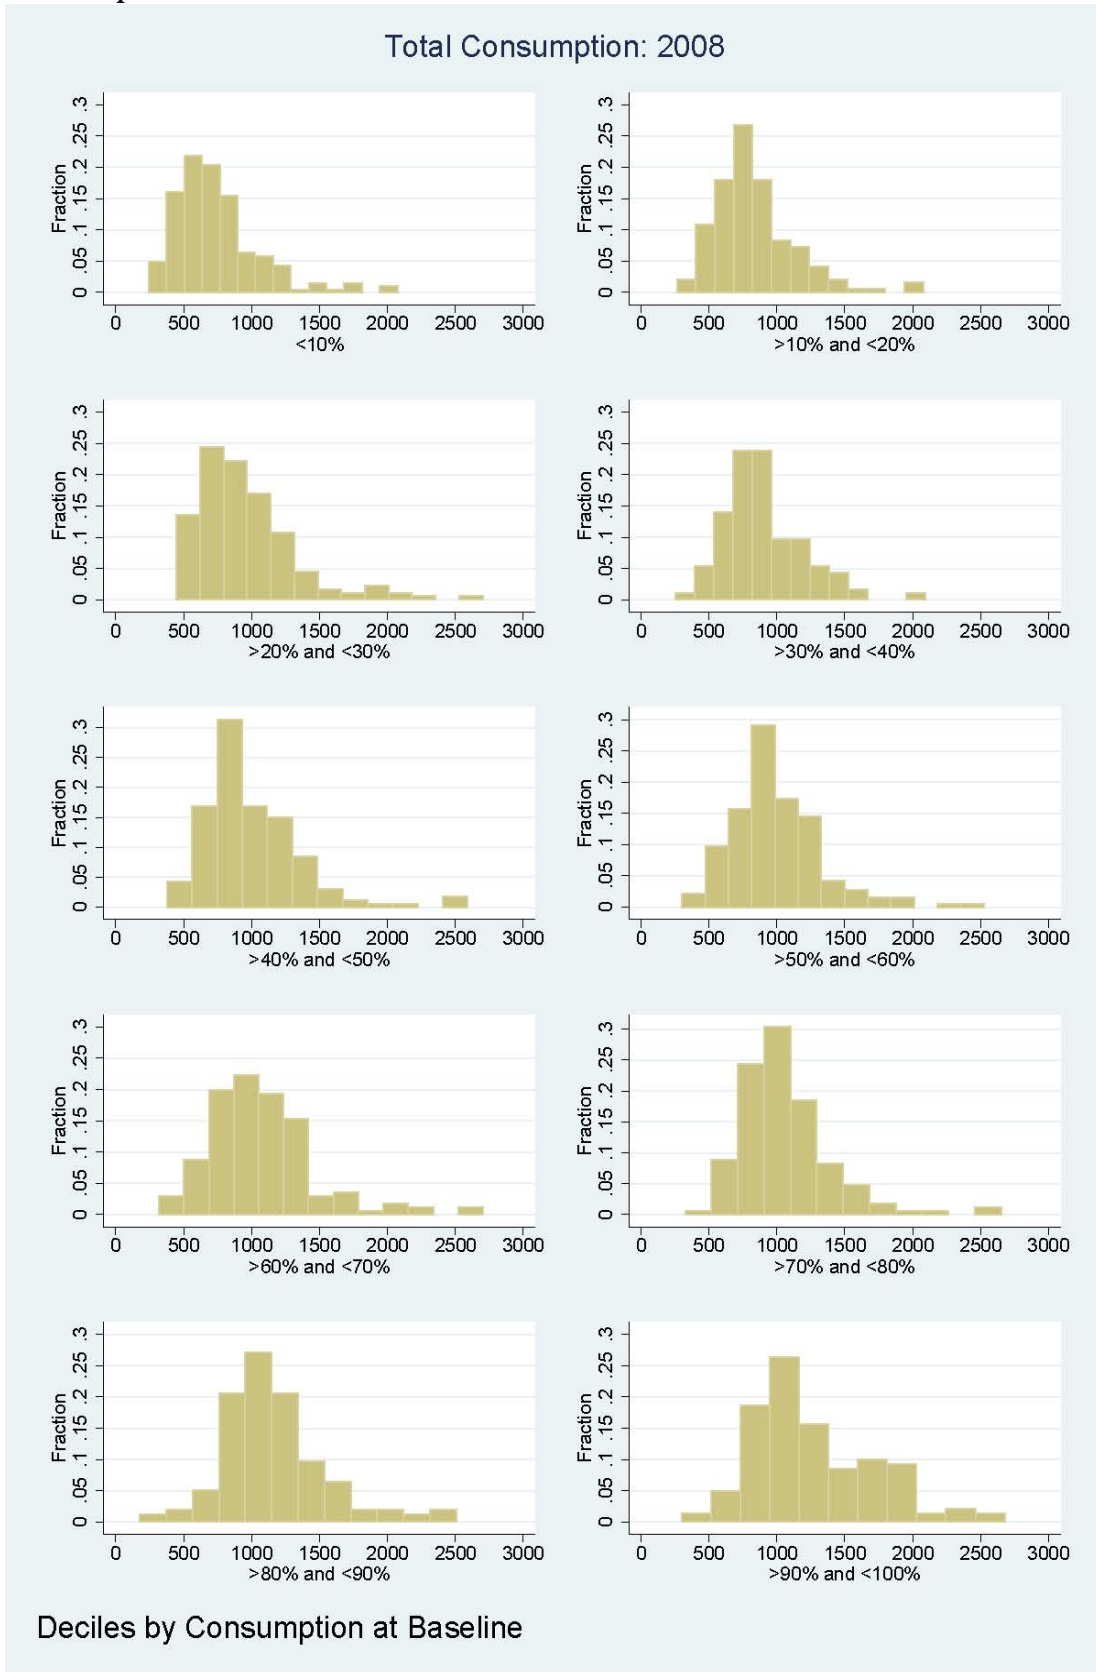 Total Consumption: 2008
Fraction
0 .05 .1 .15 .2 .25 .3
0 500 1000 1500 2000 2500 3000
<10%
Fraction
0 .05 .1 .15 .2 .25 .3
0 500 1000 1500 2000 2500 3000
>10% and <20%
Fraction
0 .05 .1 .15 .2 .25 .3
0 500 1000 1500 2000 2500 3000
>20% and <30%
Fraction
0 .05 .1 .15 .2 .25 .3
0 500 1000 1500 2000 2500 3000
>30% and <40%
Fraction
0 .05 .1 .15 .2 .25 .3
0 500 1000 1500 2000 2500 3000
>40% and <50%
Fraction
0 .05 .1 .15 .2 .25 .3
0 500 1000 1500 2000 2500 3000
>50% and <60%
Fraction
0 .05 .1 .15 .2 .25 .3
0 500 1000 1500 2000 2500 3000
>60% and <70%
Fraction
0 .05 .1 .15 .2 .25 .3
0 500 1000 1500 2000 2500 3000
>70% and <80%
Fraction
0 .05 .1 .15 .2 .25 .3
0 500 1000 1500 2000 2500 3000
>80% and <90%
Fraction
0 .05 .1 .15 .2 .25 .3
0 500 1000 1500 2000 2500 3000
>90% and <100%
Deciles by Consumption at Baseline